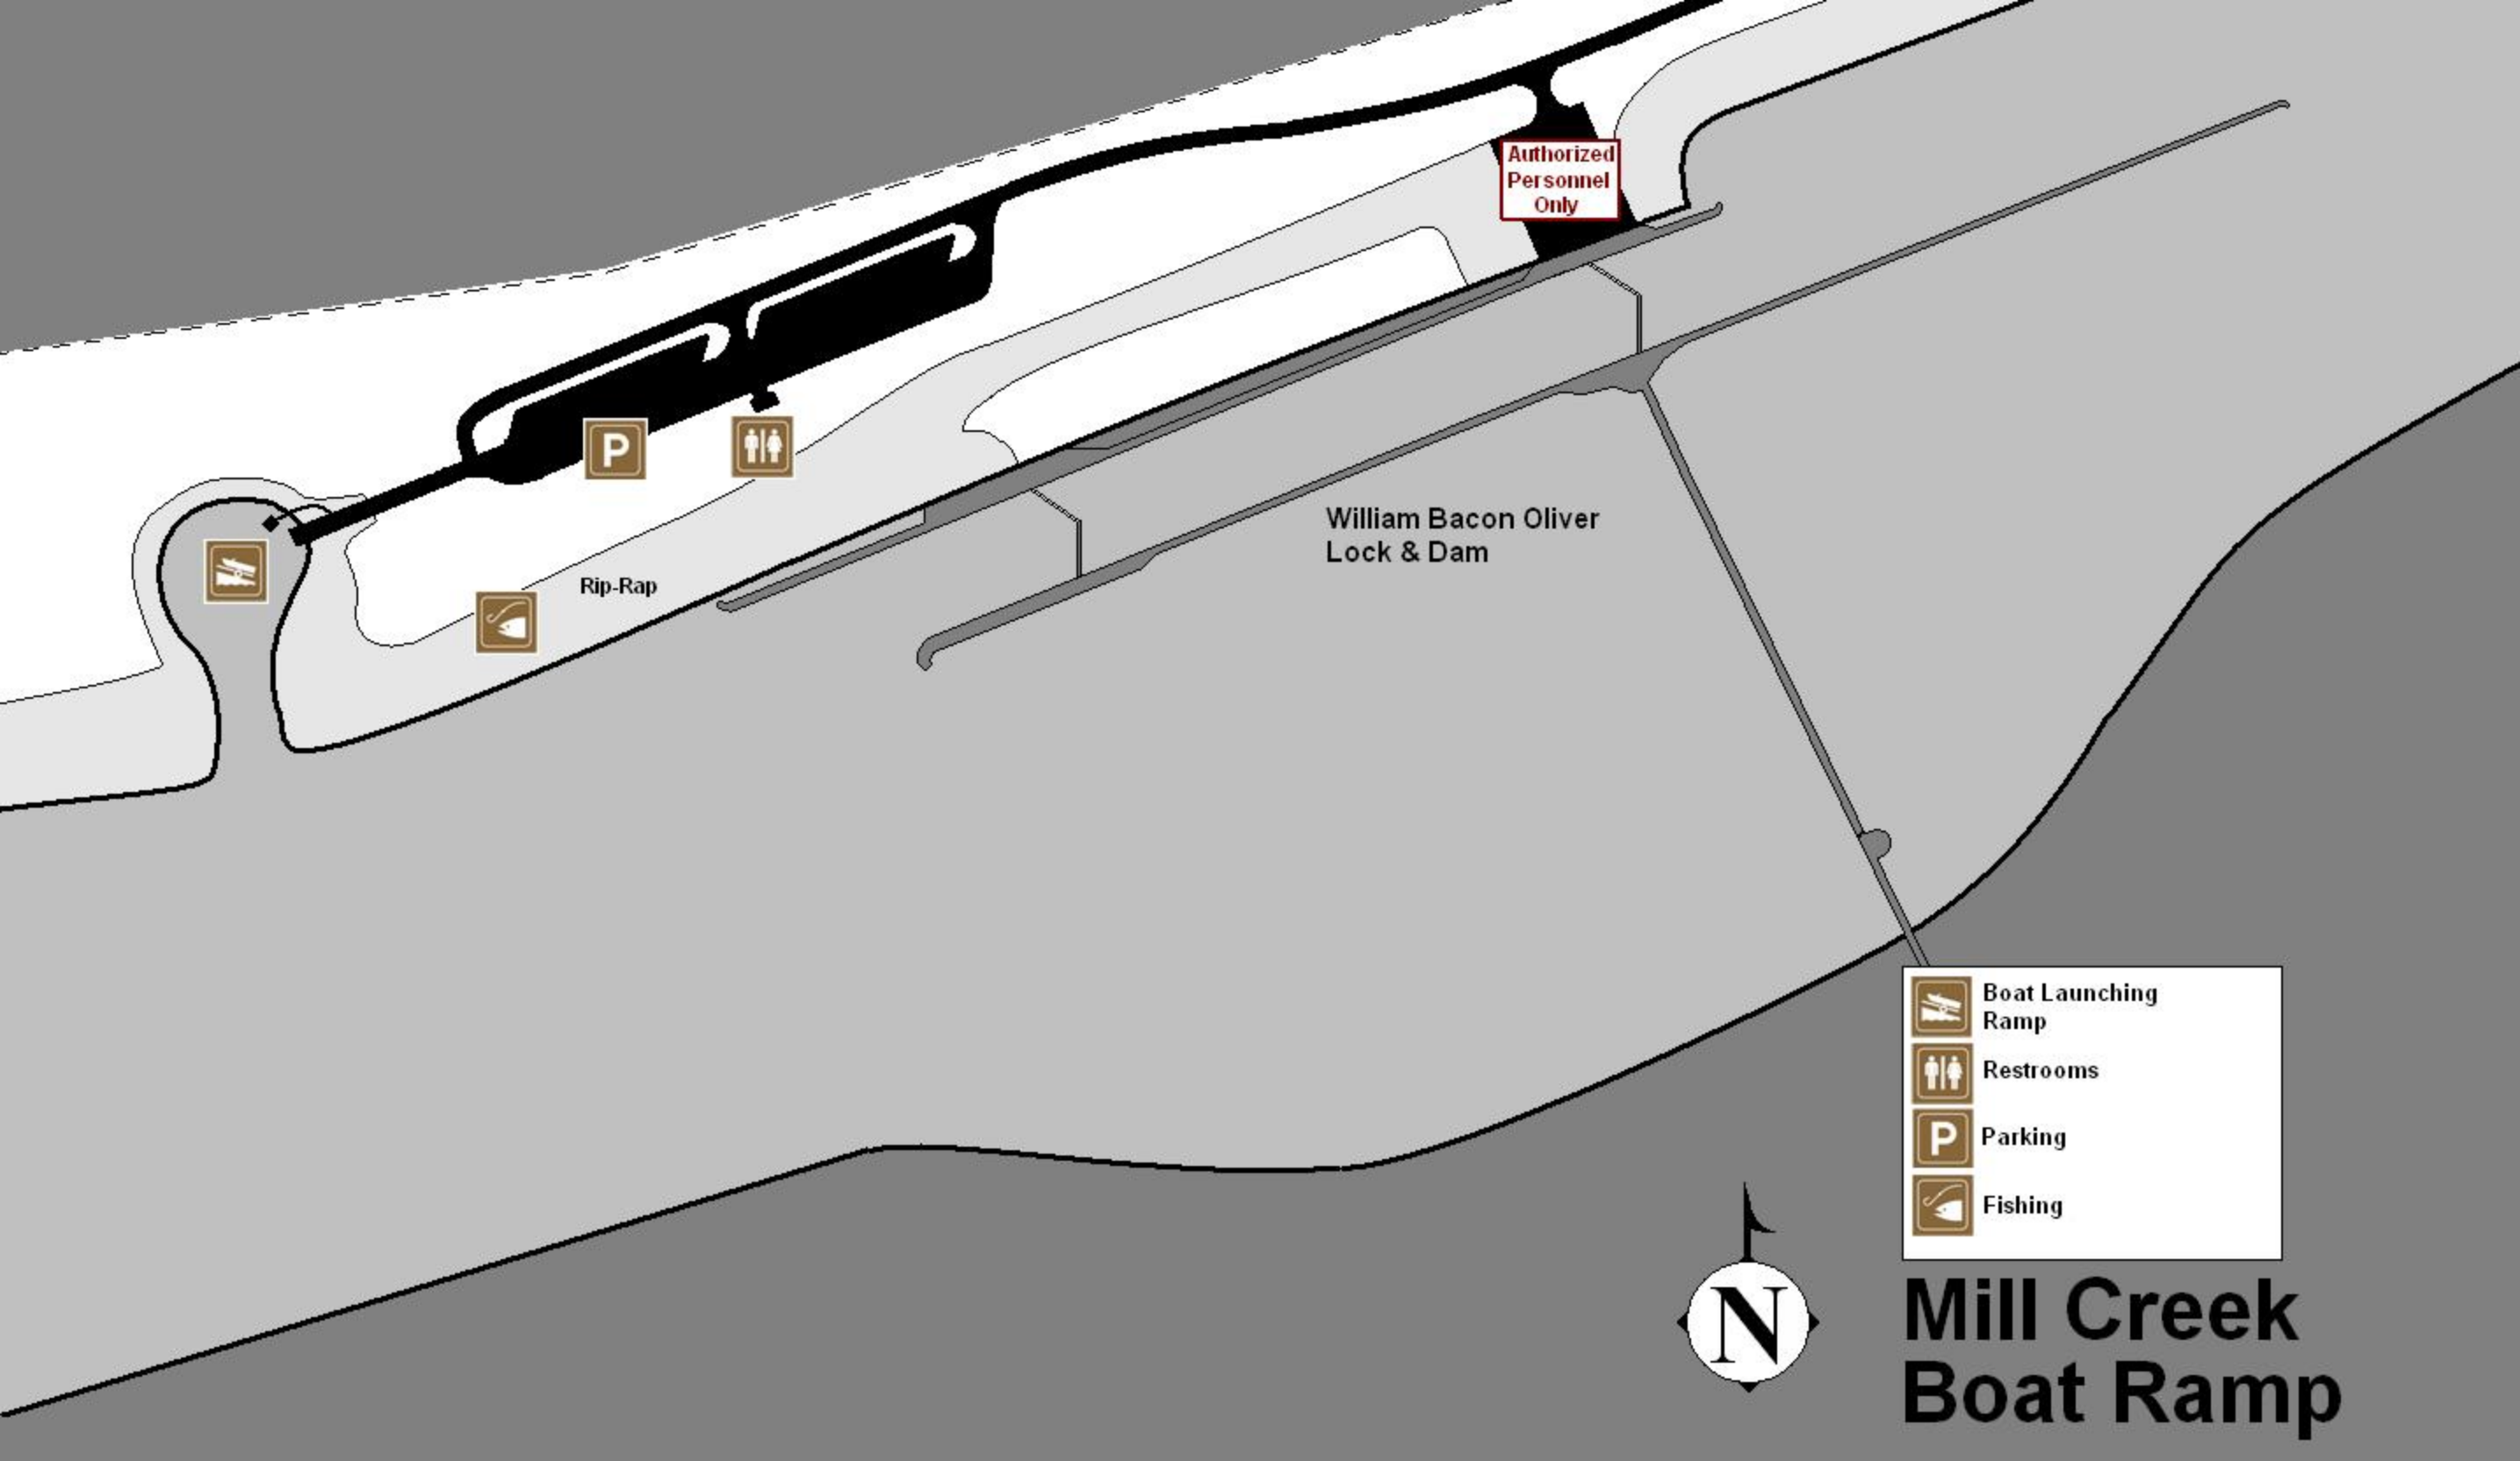 Authorized
Personnel
Only
P
William Bacon Oliver
Lock & Dam
Rip-Rap
Boat Launching
Ramp
Restrooms
P
Parking
Fishing
N
Mill Creek
Boat Ramp